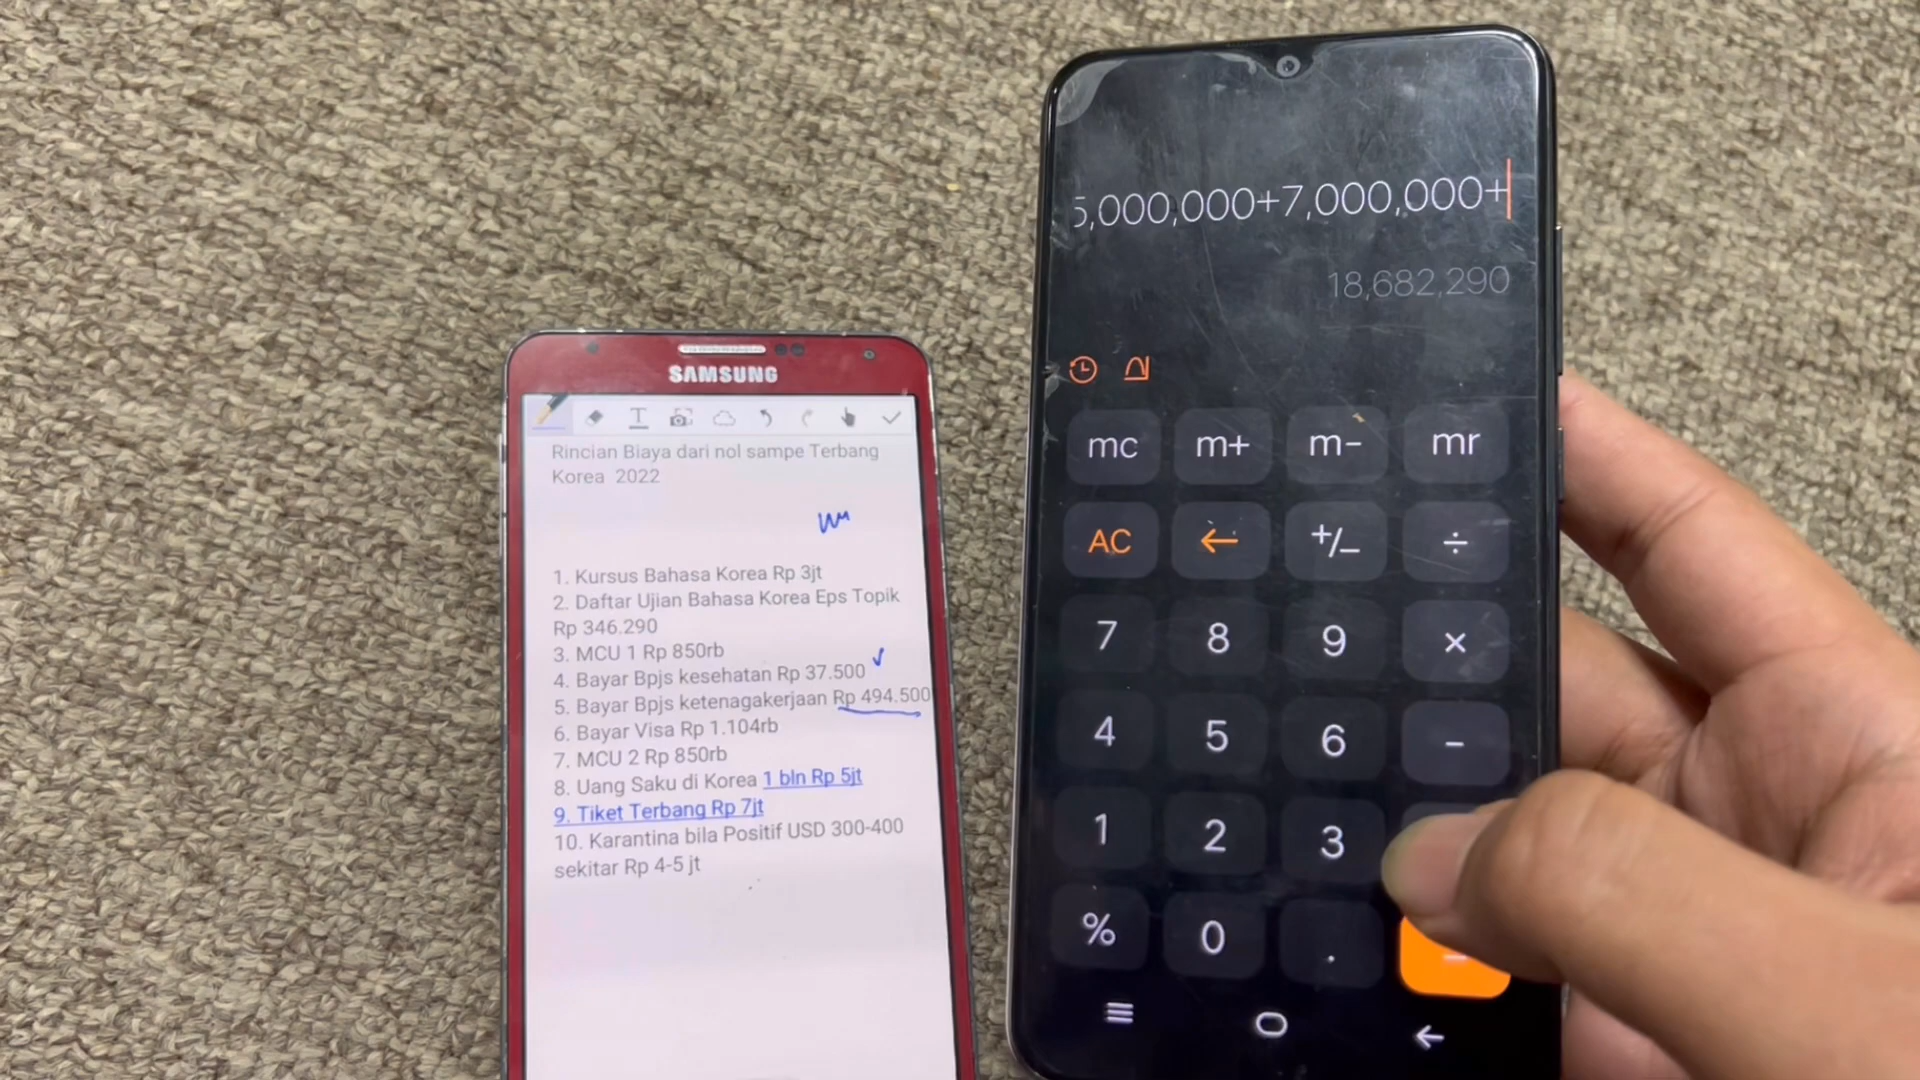 SAMSUNG
Rincian Biaya dari nol sampe Terbang
Korea 2022
1. Kursus Bahasa Korea Rp 3jt
2. Daftar Ujian Bahasa Korea Eps Topik
Rp 346.290
3. MCU 1 Rp 850rb
4. Bayar Bpjs kesehatan Rp 37.500
5. Bayar Bpjs ketenagakerjaan Rp 494.500
6. Bayar Visa Rp 1.104rb
7. MCU 2 Rp 850rb
8. Uang Saku di Korea 1 bln Rp 5jt
9. Tiket Terbang Rp 7jt
10. Karantina bila Positif USD 300-400
sekitar Rp 4-5 jt
5,000,000+7,000,000+
18,682,290
mc m+ m- mr
AC ← +/- ÷
7 8 9 ×
4 5 6 -
1 2 3
% 0 . =